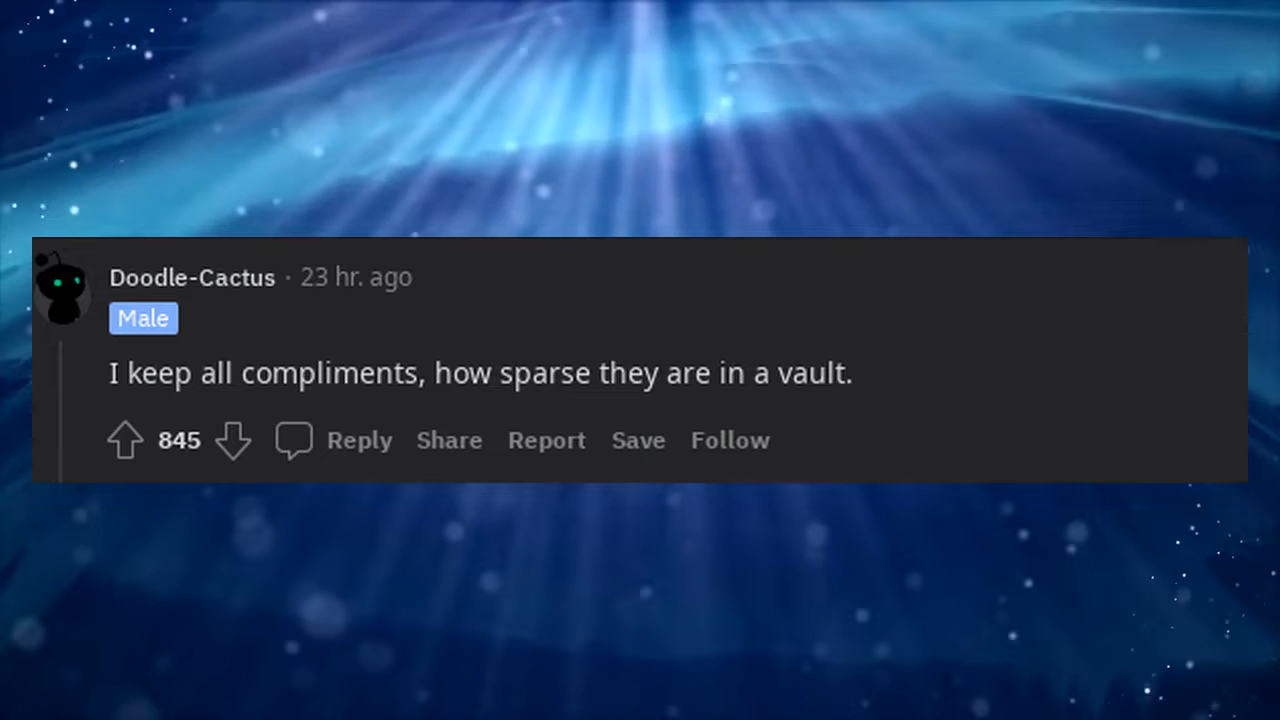 Doodle-Cactus · 23 hr. ago
Male
I keep all compliments, how sparse they are in a vault.
845 Reply Share Report Save Follow